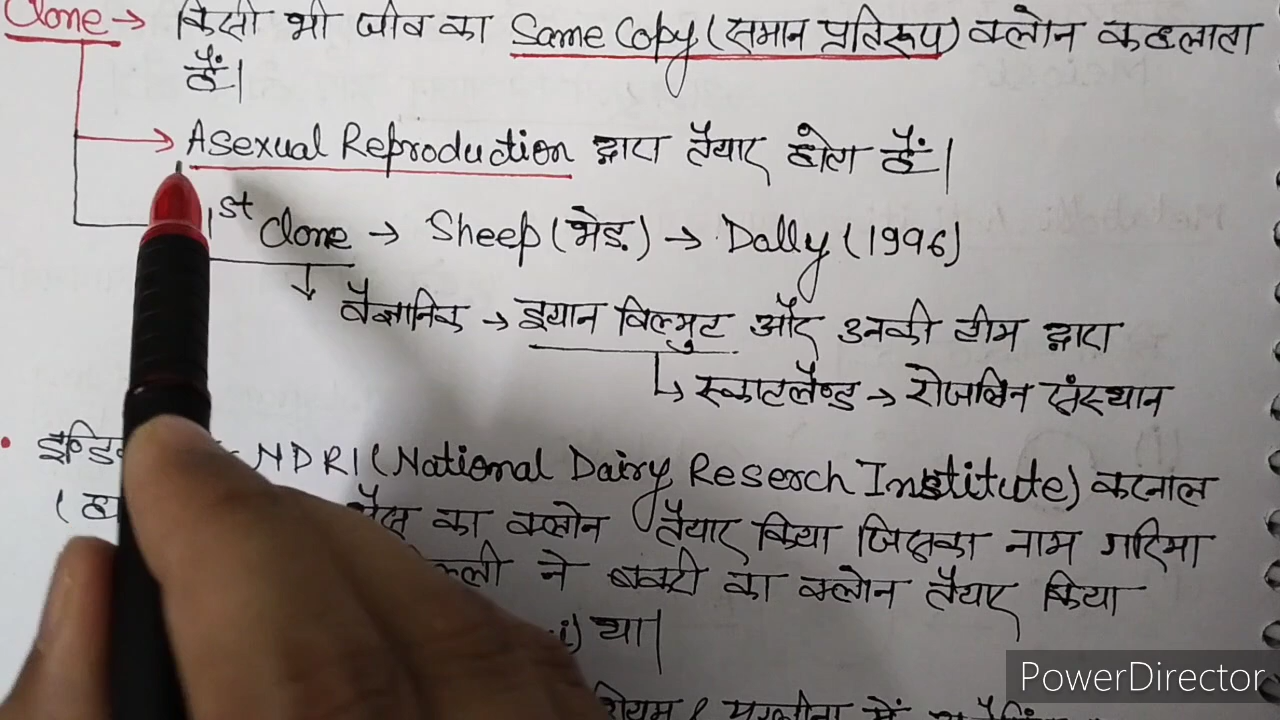 Clone → किसी भी जीव का Same Copy (समान प्रतिरूप) क्लोन कहलाता
हैं।
→ Asexual Reproduction द्वारा तैयार होता हैं।
1st Clone → Sheep (भेड़) → Dolly (1996)
वैज्ञानिक → इयान विल्मुट और उनकी टीम द्वारा
↳ स्काटलैण्ड → रोजलिन संस्थान
NDRI (National Dairy Reserch Institute) करनाल
का क्लोन तैयार किया जिसका नाम गरिमा
ने बकरी का क्लोन तैयार किया
था।
में
PowerDirector